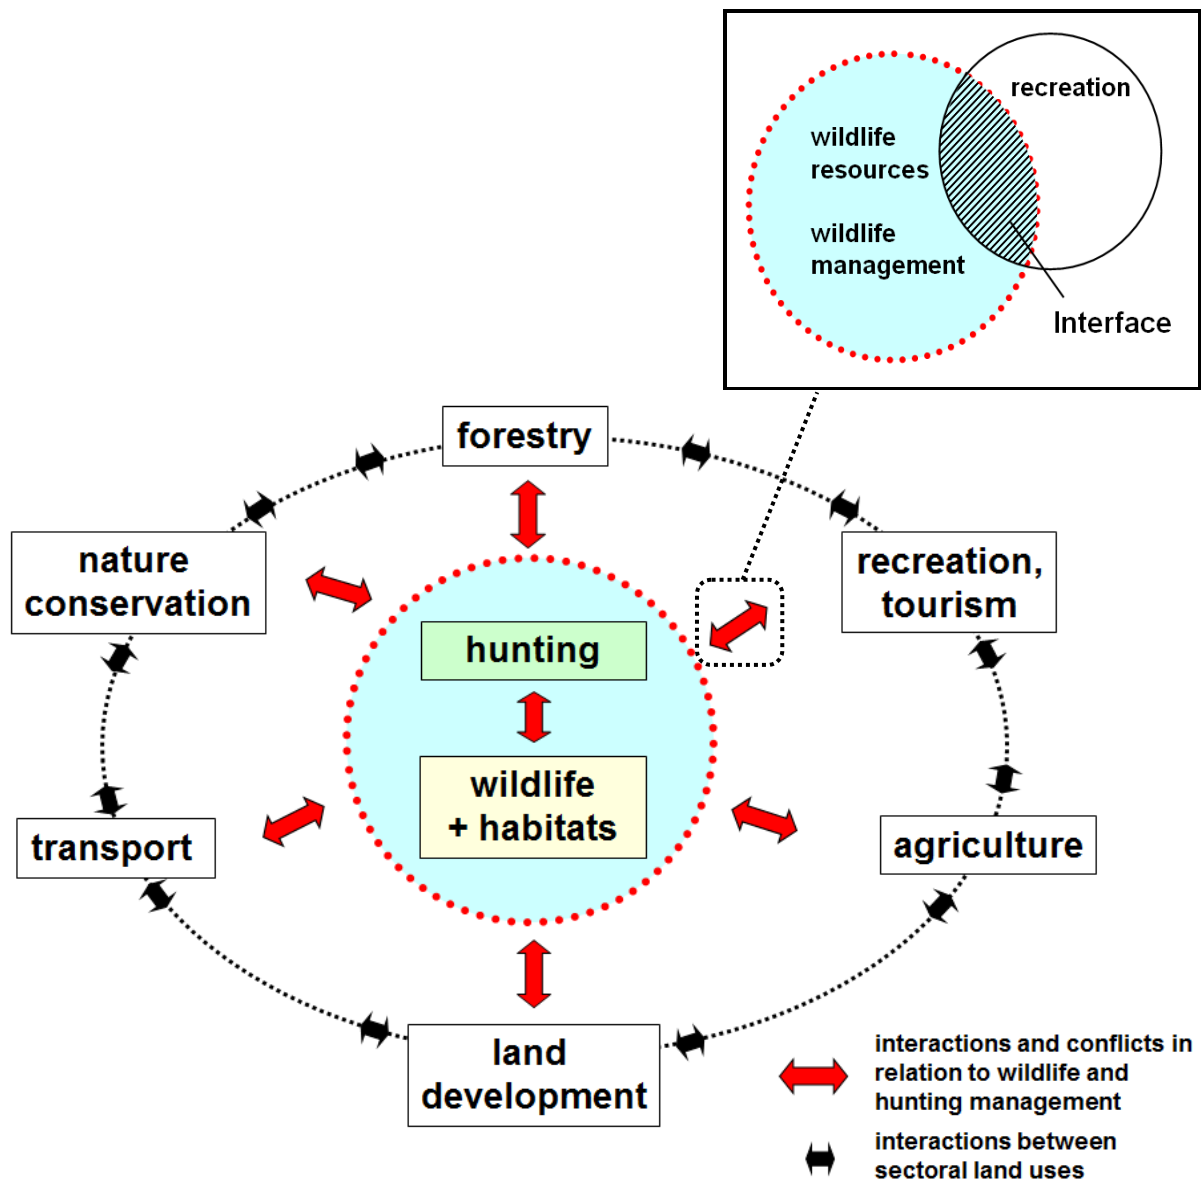 recreation
wildlife
resources
wildlife
management
Interface
forestry
nature
conservation
recreation,
tourism
hunting
wildlife
+ habitats
transport
agriculture
land
development
interactions and conflicts in
relation to wildlife and
hunting management
interactions between
sectoral land uses